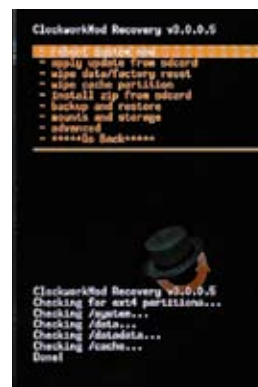 ClockworkMod Recovery v3.0.0.5
- reboot system now
- apply update from sdcard
- wipe data/factory reset
- wipe cache partition
- install zip from sdcard
- backup and restore
- mounts and storage
- advanced
- +++++Go Back+++++
ClockworkMod Recovery v3.0.0.5
Checking for ext4 partitions...
Checking /system...
Checking /data...
Checking /datadata...
Checking /cache...
Done!